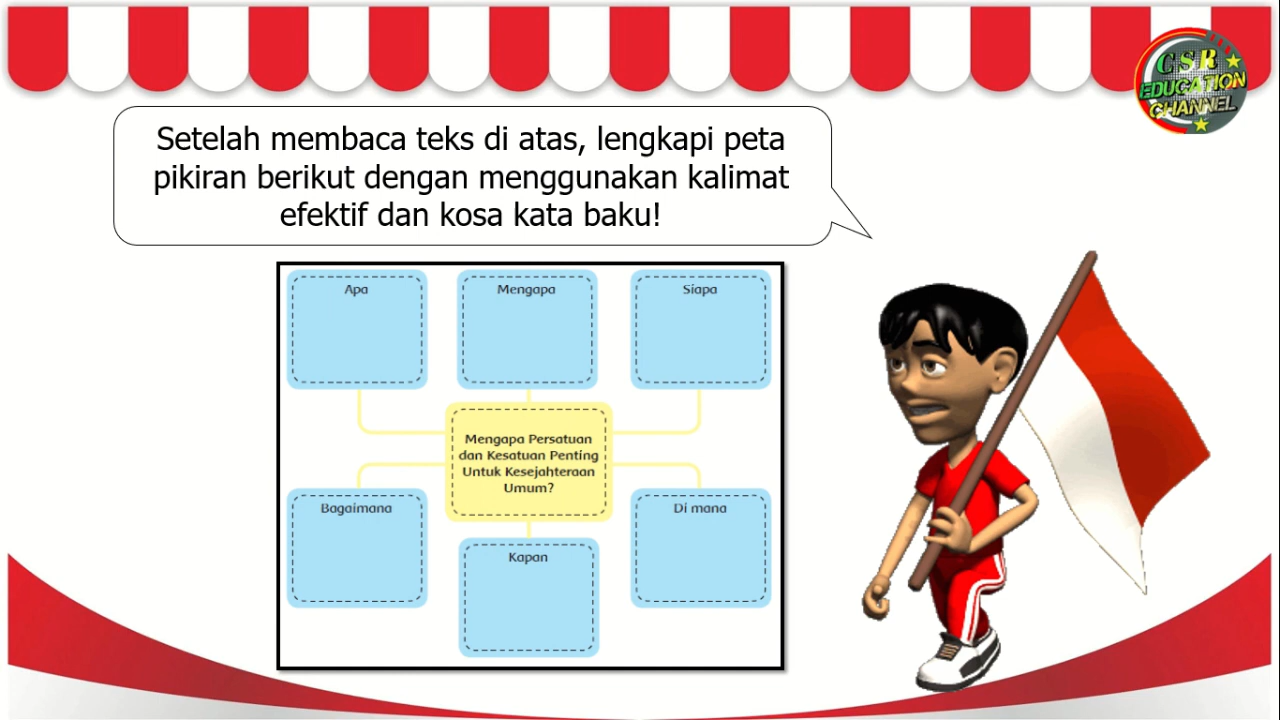 CSR
EDUCATION
CHANNEL
Setelah membaca teks di atas, lengkapi peta
pikiran berikut dengan menggunakan kalimat
efektif dan kosa kata baku!
Apa
Mengapa
Siapa
Mengapa Persatuan
dan Kesatuan Penting
Untuk Kesejahteraan
Umum?
Bagaimana
Kapan
Di mana